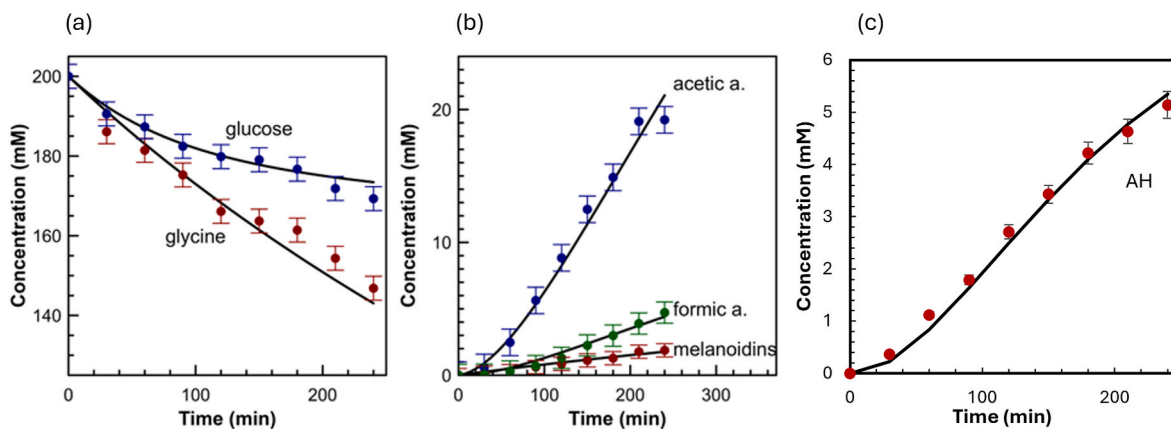 (a)
200
180
160
140
0
100
200
Concentration (mM)
Time (min)
glucose
glycine
(b)
20
10
0
0
100
200
300
Concentration (mM)
Time (min)
acetic a.
formic a.
melanoidins
(c)
6
5
4
3
2
1
0
0
100
200
Concentration (mM)
Time (min)
AH